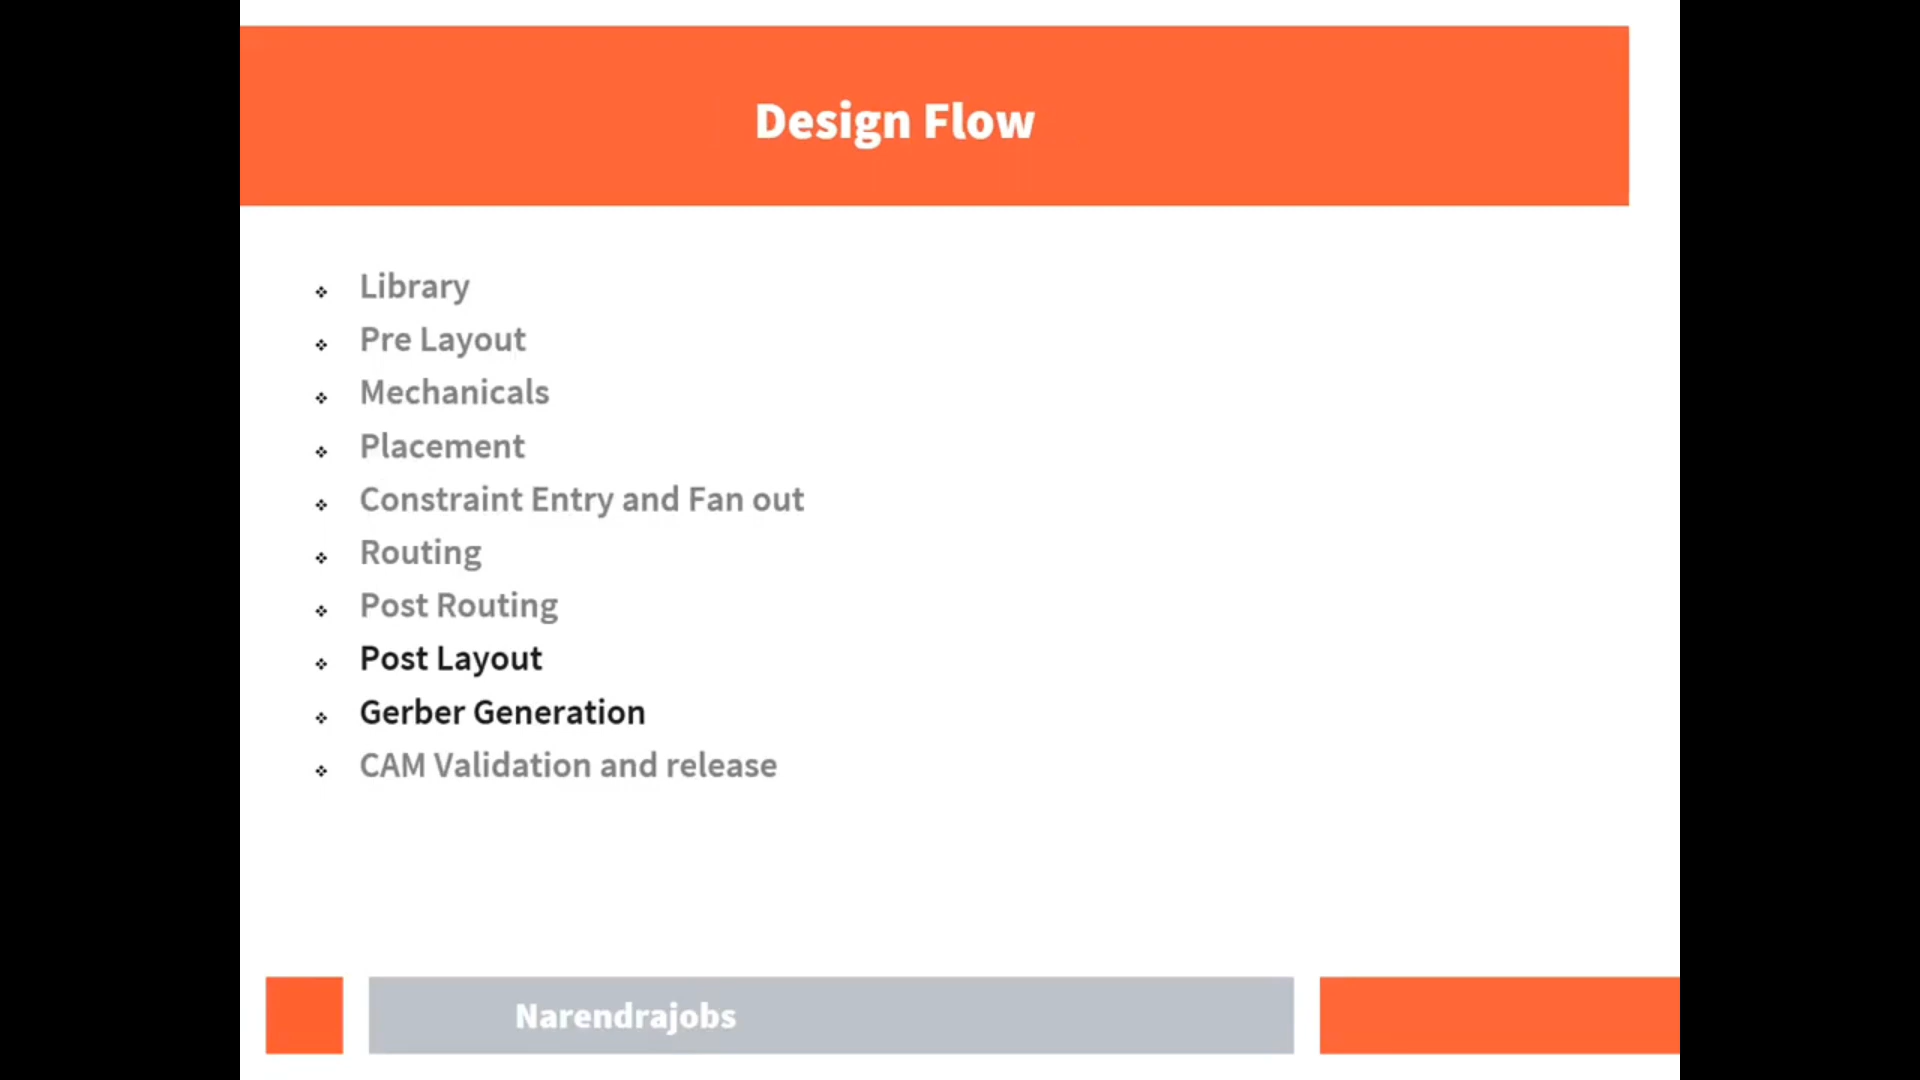 Design Flow
Library
Pre Layout
Mechanicals
Placement
Constraint Entry and Fan out
Routing
Post Routing
Post Layout
Gerber Generation
CAM Validation and release
Narendrajobs